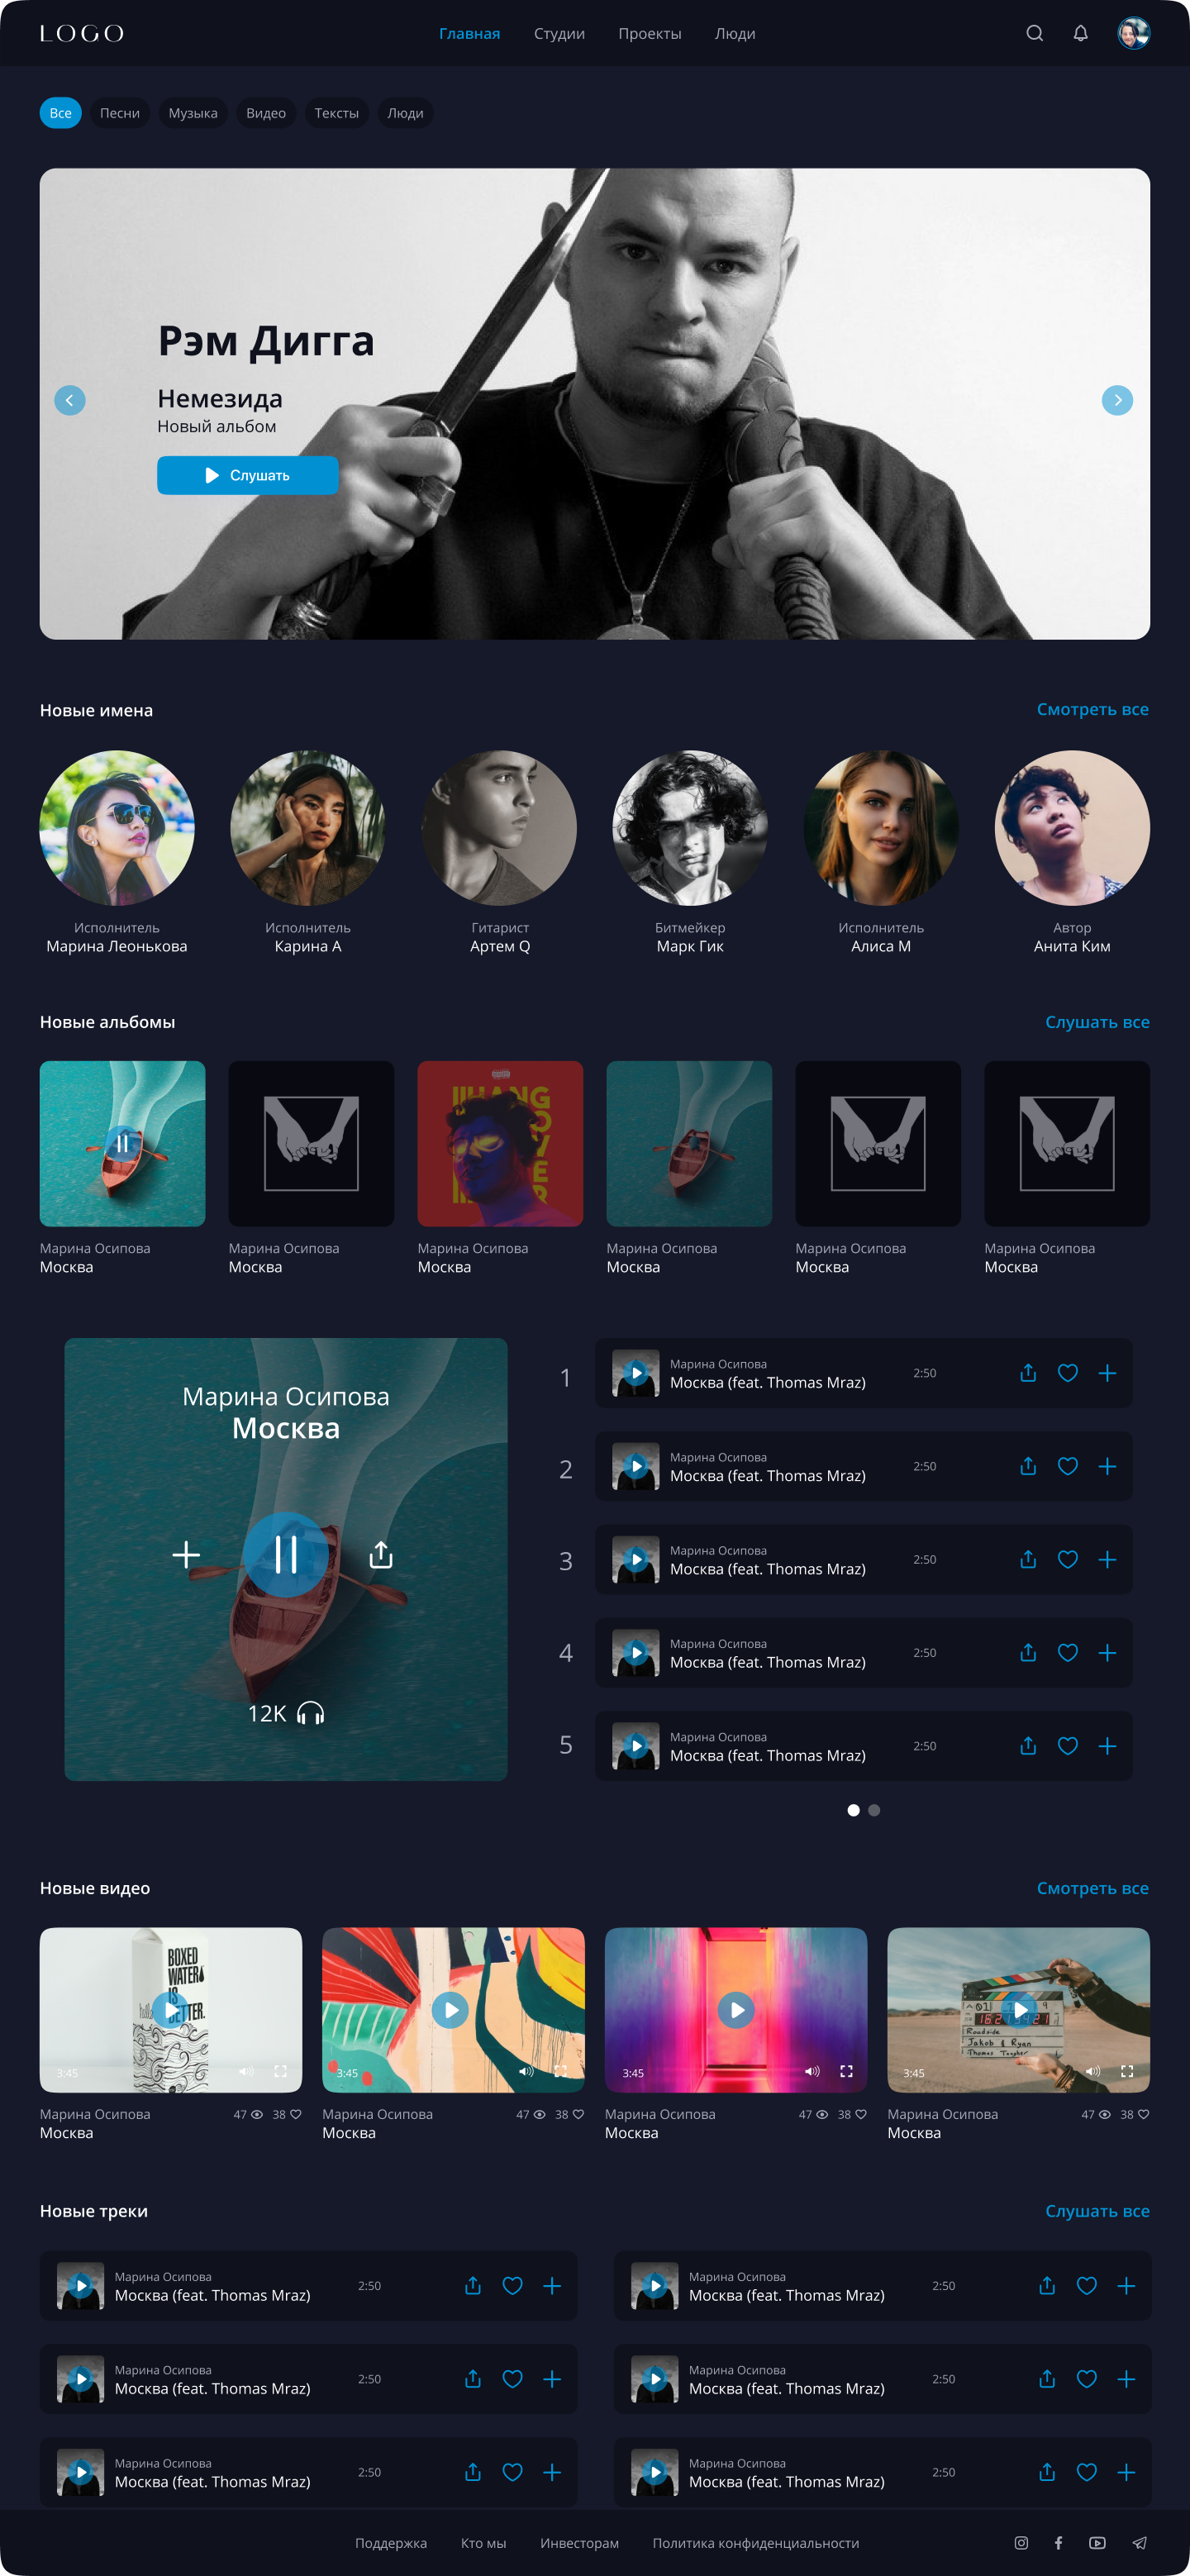 LOGO
Главная
Студии
Проекты
Люди
Все
Песни
Музыка
Видео
Тексты
Люди
Рэм Дигга
Немезида
Новый альбом
Слушать
Новые имена
Смотреть все
Исполнитель
Марина Леонькова
Исполнитель
Карина А
Гитарист
Артем Q
Битмейкер
Марк Гик
Исполнитель
Алиса М
Автор
Анита Ким
Новые альбомы
Слушать все
Марина Осипова
Москва
Марина Осипова
Москва
Марина Осипова
Москва
Марина Осипова
Москва
Марина Осипова
Москва
Марина Осипова
Москва
Марина Осипова
Москва
12K
1
Марина Осипова
Москва (feat. Thomas Mraz)
2:50
2
Марина Осипова
Москва (feat. Thomas Mraz)
2:50
3
Марина Осипова
Москва (feat. Thomas Mraz)
2:50
4
Марина Осипова
Москва (feat. Thomas Mraz)
2:50
5
Марина Осипова
Москва (feat. Thomas Mraz)
2:50
Новые видео
Смотреть все
BOXED
WATER
IS
3:45
Марина Осипова
47
38
Москва
3:45
Марина Осипова
47
38
Москва
3:45
Марина Осипова
47
38
Москва
Roadside
Jakob & Ryan
Thomas
3:45
Марина Осипова
47
38
Москва
Новые треки
Слушать все
Марина Осипова
Москва (feat. Thomas Mraz)
2:50
Марина Осипова
Москва (feat. Thomas Mraz)
2:50
Марина Осипова
Москва (feat. Thomas Mraz)
2:50
Марина Осипова
Москва (feat. Thomas Mraz)
2:50
Марина Осипова
Москва (feat. Thomas Mraz)
2:50
Марина Осипова
Москва (feat. Thomas Mraz)
2:50
Поддержка
Кто мы
Инвесторам
Политика конфиденциальности